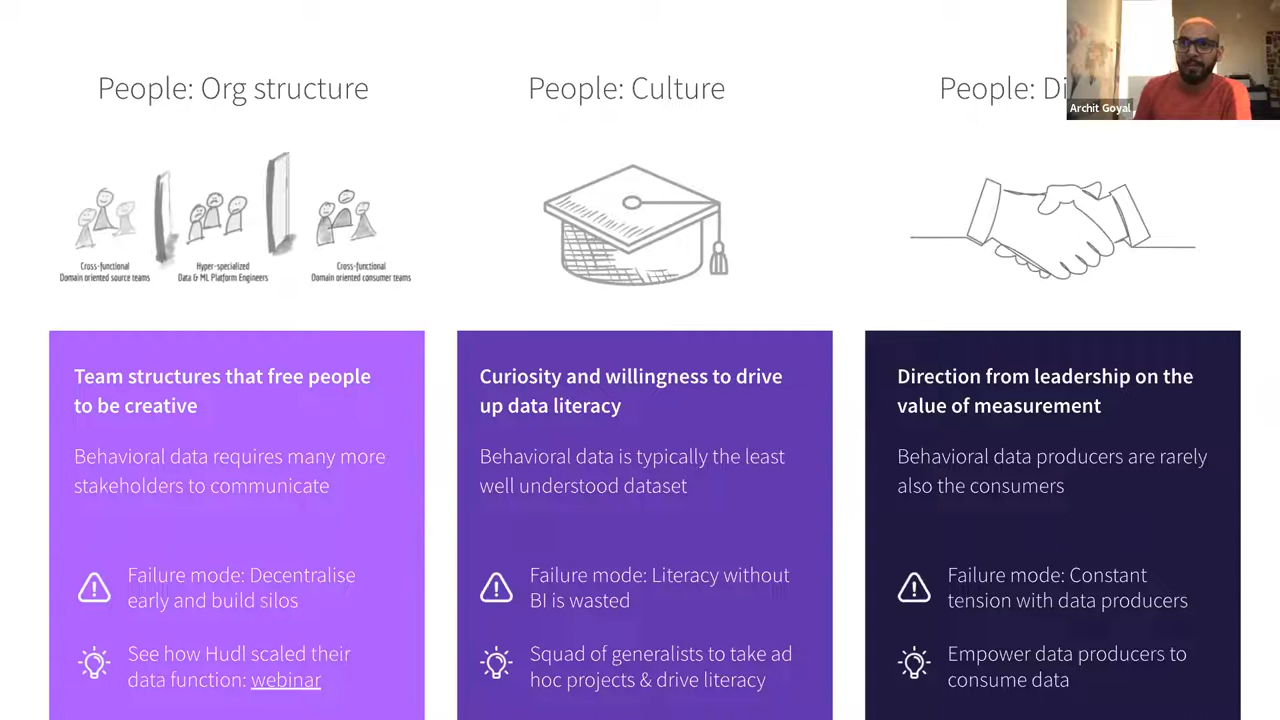 People: Org structure
People: Culture
People: Di
Archit Goyal
Cross-functional
Domain oriented source teams
Hyper-specialized
Data & ML Platform Engineers
Cross-functional
Domain oriented consumer teams
Team structures that free people
to be creative
Behavioral data requires many more
stakeholders to communicate
Failure mode: Decentralise
early and build silos
See how Hudl scaled their
data function: webinar
Curiosity and willingness to drive
up data literacy
Behavioral data is typically the least
well understood dataset
Failure mode: Literacy without
BI is wasted
Squad of generalists to take ad
hoc projects & drive literacy
Direction from leadership on the
value of measurement
Behavioral data producers are rarely
also the consumers
Failure mode: Constant
tension with data producers
Empower data producers to
consume data